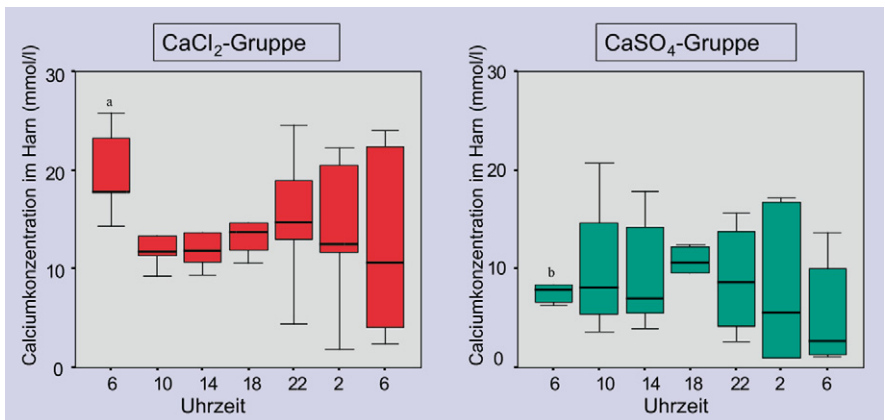 CaCl₂-Gruppe
Calciumkonzentration im Harn (mmol/l)
30
20
10
0
a
6 10 14 18 22 2 6
Uhrzeit
CaSO₄-Gruppe
Calciumkonzentration im Harn (mmol/l)
30
20
10
0
b
6 10 14 18 22 2 6
Uhrzeit